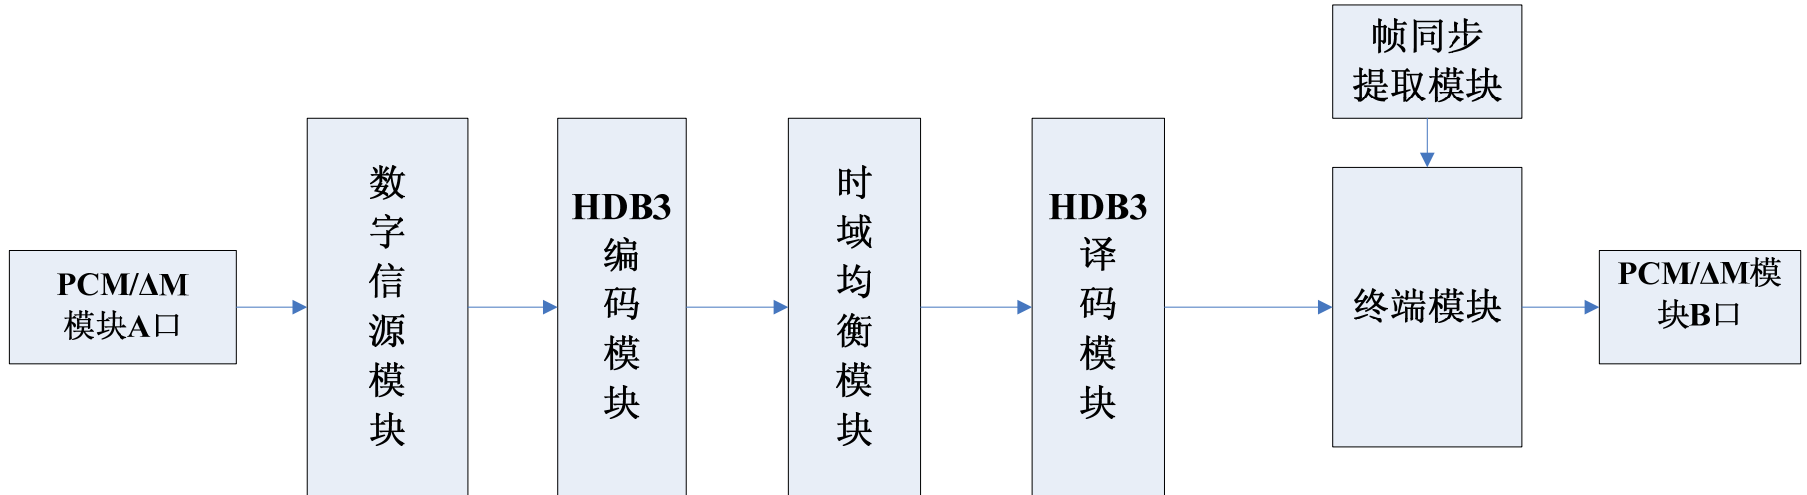 帧同步
提取模块
数
字
信
源
模
块
HDB3
编
码
模
块
时
域
均
衡
模
块
HDB3
译
码
模
块
PCM/ΔM
模块A口
终端模块
PCM/ΔM模
块B口